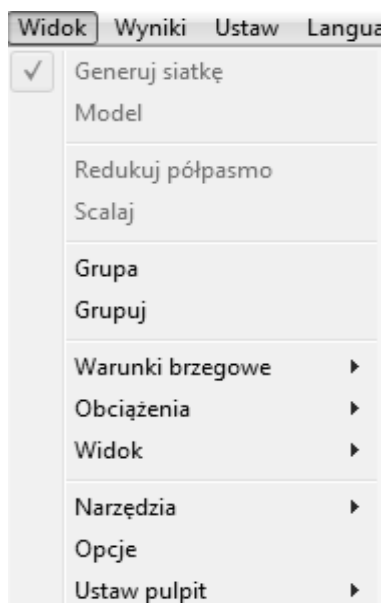 Widok Wyniki Ustaw Langua
Generuj siatkę
Model
Redukuj półpasmo
Scalaj
Grupa
Grupuj
Warunki brzegowe
Obciążenia
Widok
Narzędzia
Opcje
Ustaw pulpit